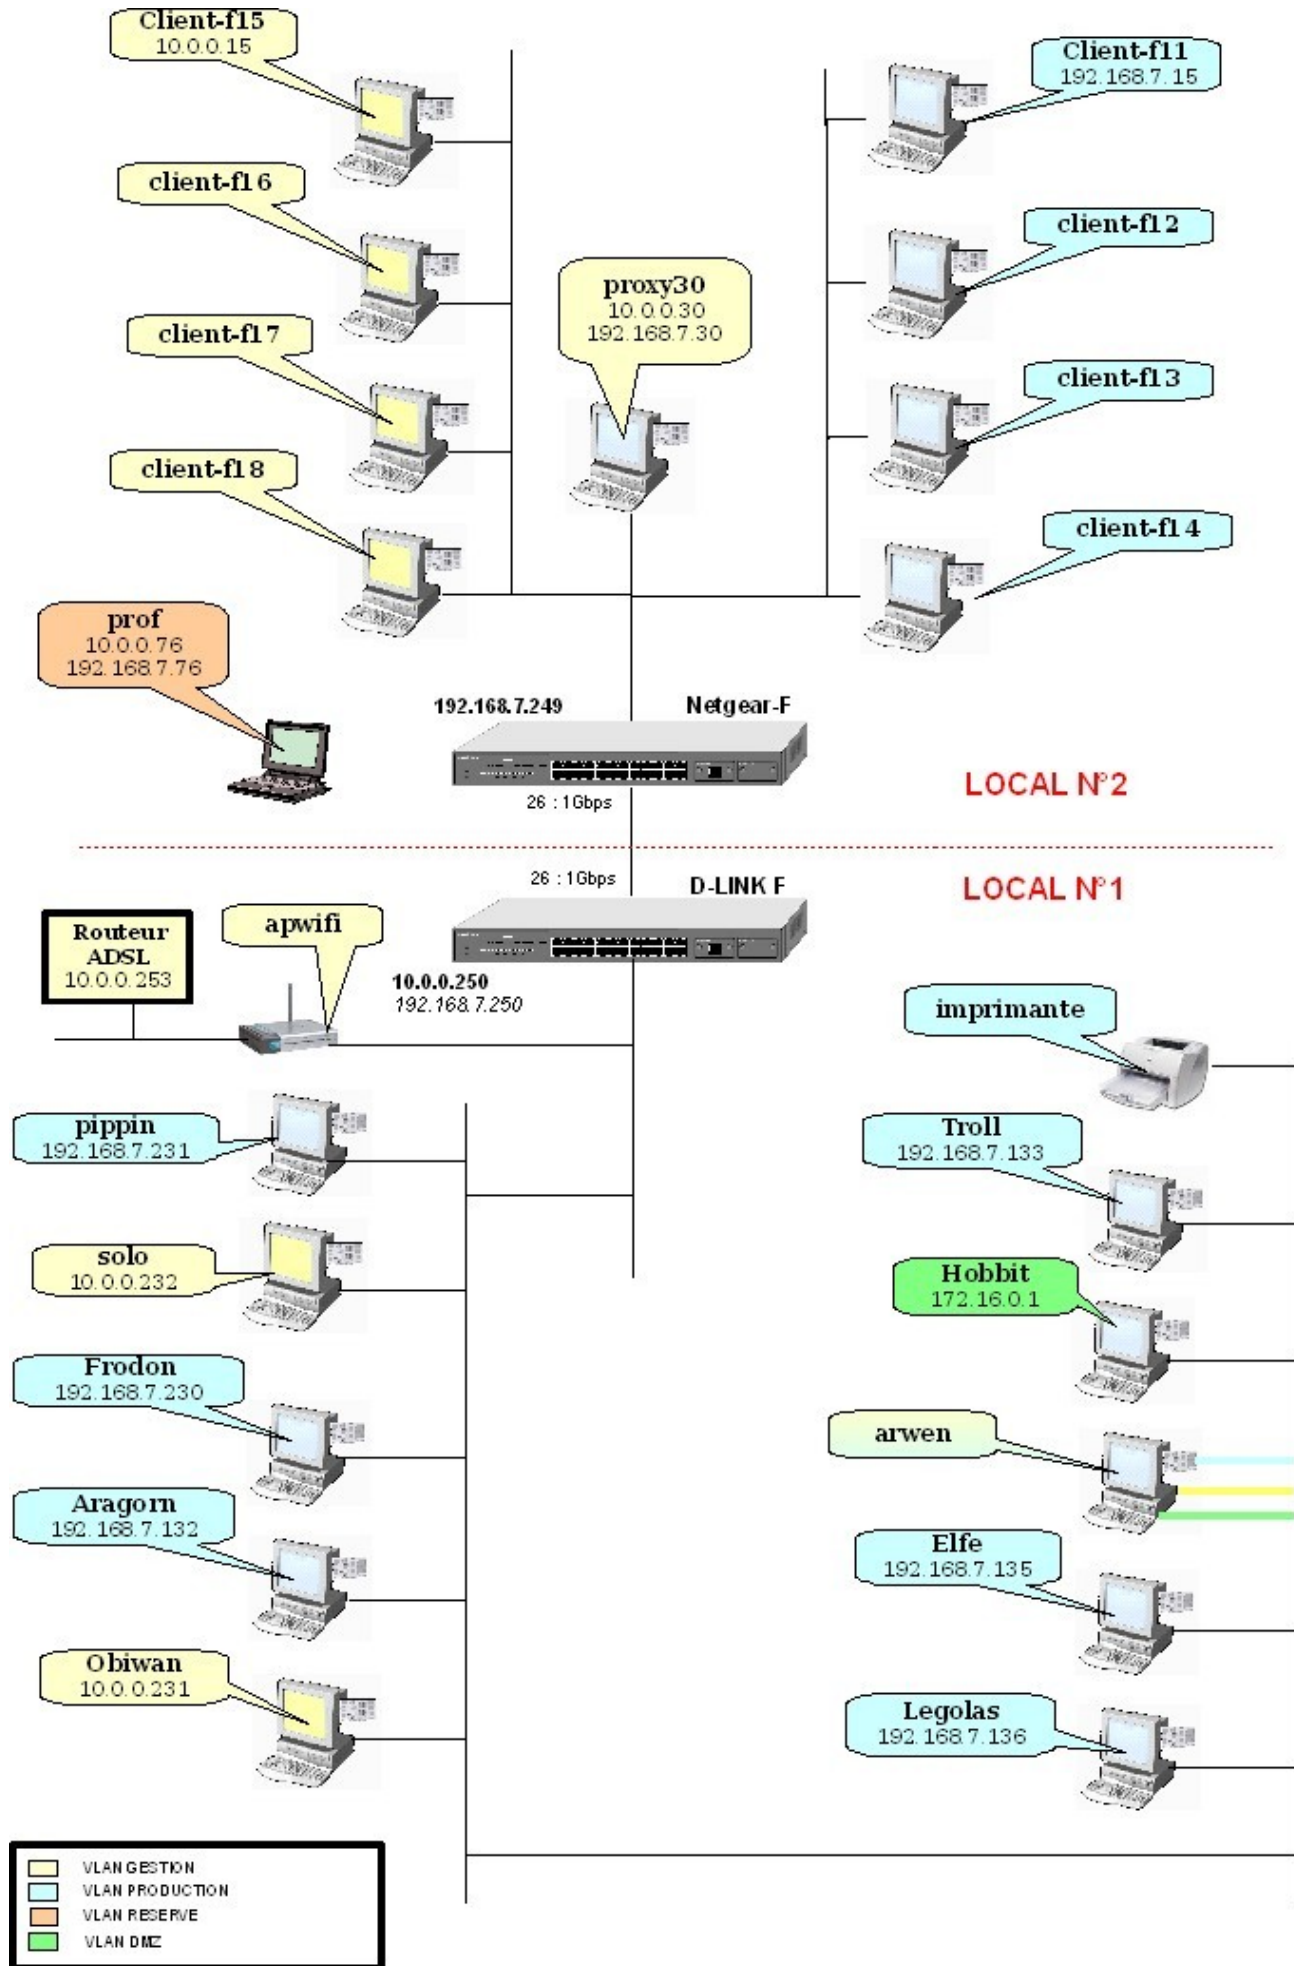 Client-f15
10.0.0.15
Client-f11
192.168.7.15
client-f16
client-f12
proxy30
10.0.0.30
192.168.7.30
client-f17
client-f13
client-f18
client-f14
prof
10.0.0.76
192.168.7.76
192.168.7.249
Netgear-F
26 : 1Gbps
LOCAL N°2
26 : 1Gbps
D-LINK F
LOCAL N°1
Routeur
ADSL
10.0.0.253
apwifi
10.0.0.250
192.168.7.250
imprimante
pippin
192.168.7.231
Troll
192.168.7.133
solo
10.0.0.232
Hobbit
172.16.0.1
Frodon
192.168.7.230
arwen
Aragorn
192.168.7.132
Elfe
192.168.7.135
Obiwan
10.0.0.231
Legolas
192.168.7.136
VLAN GESTION
VLAN PRODUCTION
VLAN RESERVE
VLAN DMZ